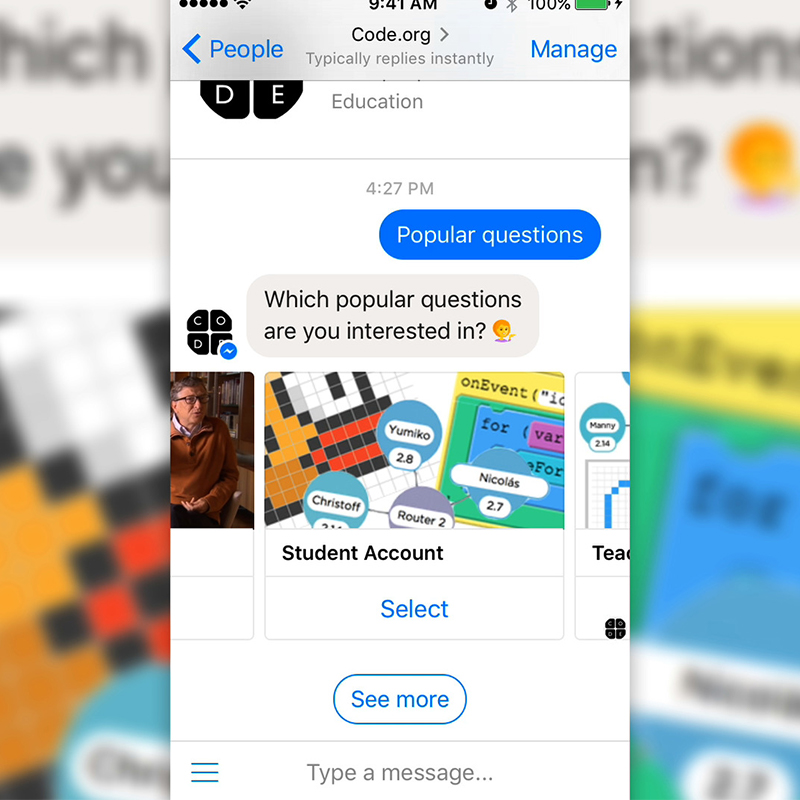 9:41 AM
100%
People
Code.org
Typically replies instantly
Manage
D E
Education
4:27 PM
Popular questions
Which popular questions
are you interested in?
C O
D
onEvent("id
for ( var
eFor
Yumiko
2.8
Christoff
Router 2
Nicolás
2.7
Manny
2.14
Student Account
Select
Teac
C O
D E
See more
Type a message...